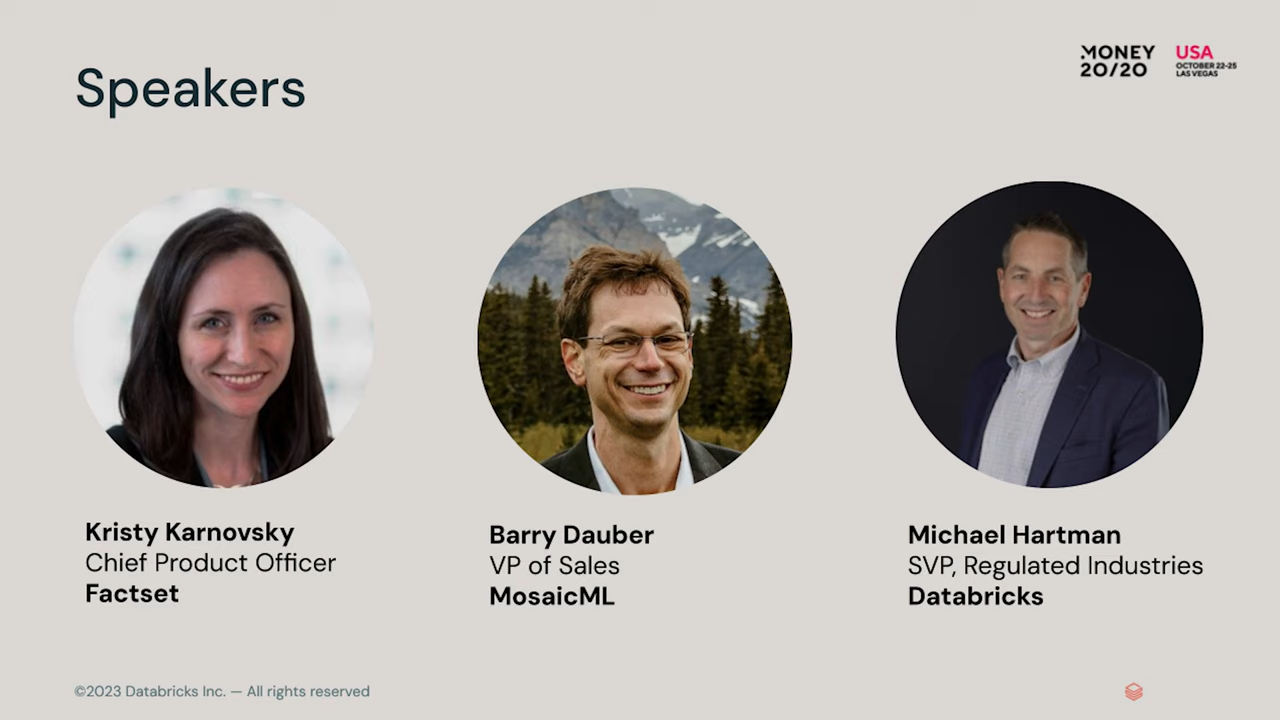 Speakers
MONEY
20/20
USA
OCTOBER 22-25
LAS VEGAS
Kristy Karnovsky
Chief Product Officer
Factset
Barry Dauber
VP of Sales
MosaicML
Michael Hartman
SVP, Regulated Industries
Databricks
©2023 Databricks Inc. — All rights reserved